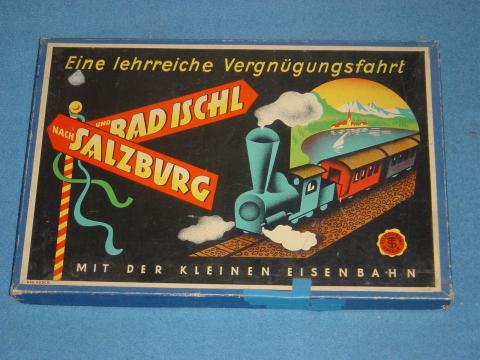 Eine lehrreiche Vergnügungsfahrt
NACH SALZBURG
UND BAD ISCHL
MIT DER KLEINEN EISENBAHN